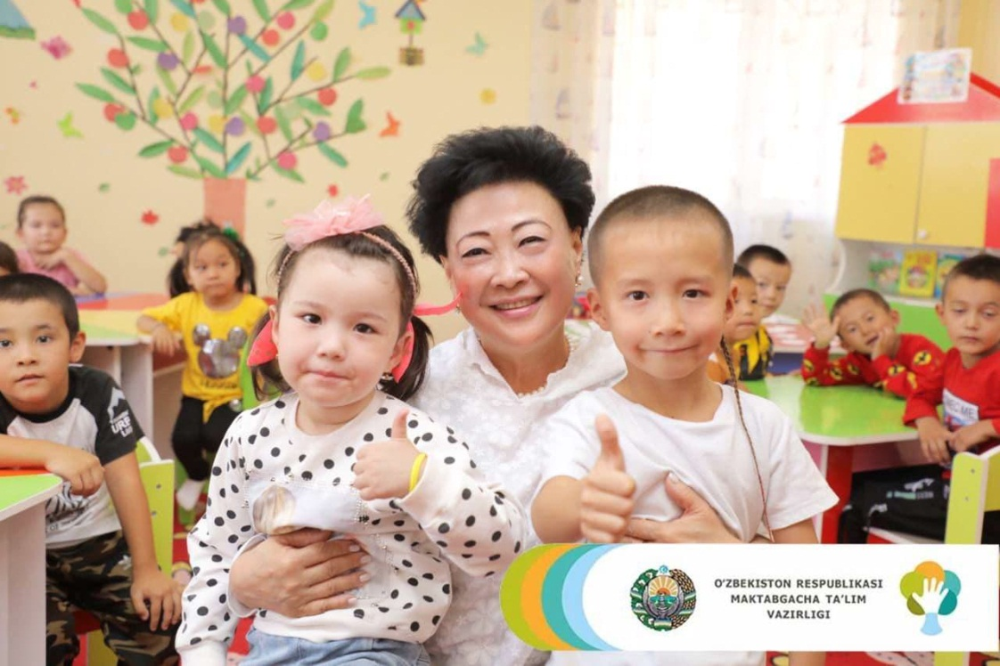 O‘ZBEKISTON RESPUBLIKASI
MAKTABGACHA TA’LIM
VAZIRLIGI